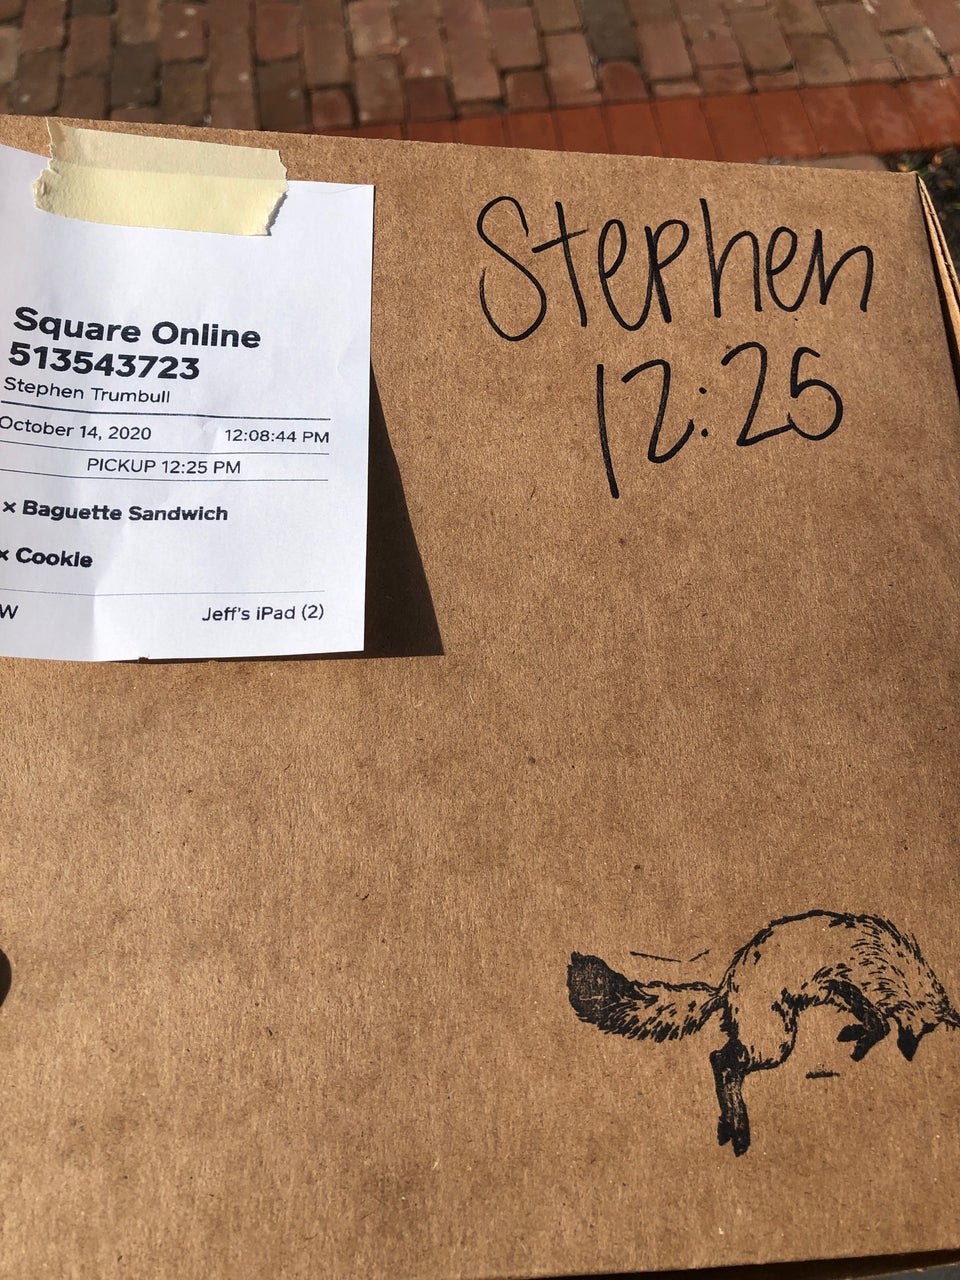 Square Online
513543723
Stephen Trumbull
October 14, 2020 12:08:44 PM
PICKUP 12:25 PM
× Baguette Sandwich
× Cookie
W Jeff's iPad (2)
Stephen
12:25